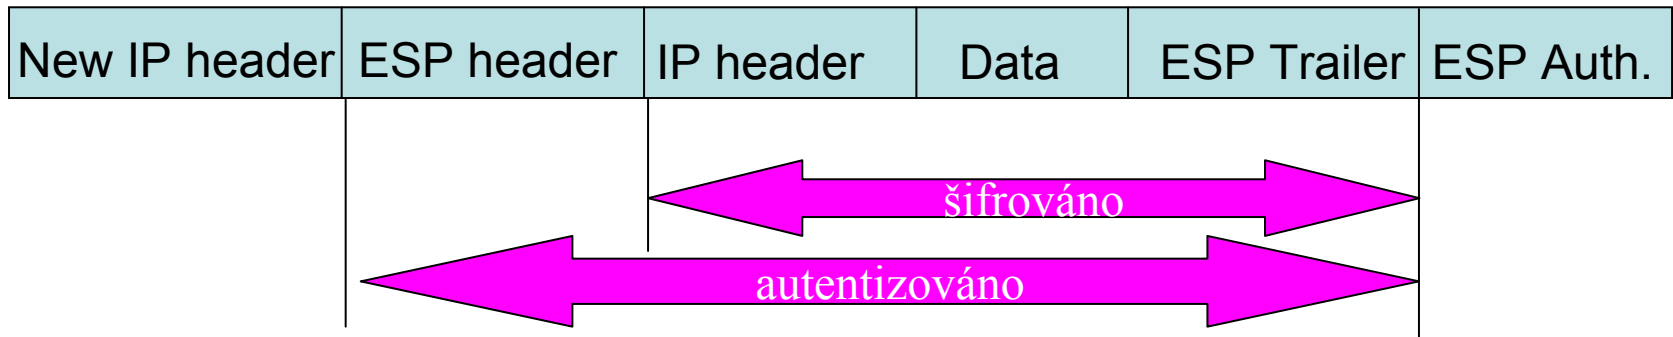 New IP header ESP header IP header Data ESP Trailer ESP Auth.
šifrováno
autentizováno